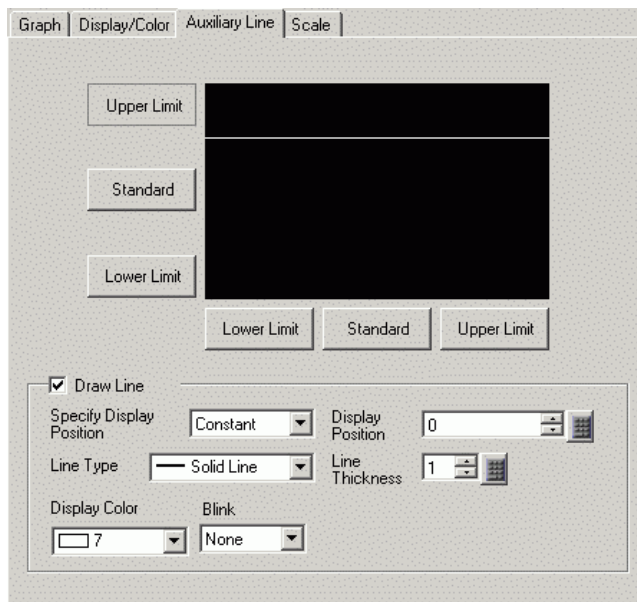 Graph Display/Color Auxiliary Line Scale
Upper Limit
Standard
Lower Limit
Lower Limit Standard Upper Limit
Draw Line
Specify Display Position Constant Display Position 0
Line Type Solid Line Line Thickness 1
Display Color Blink
7 None